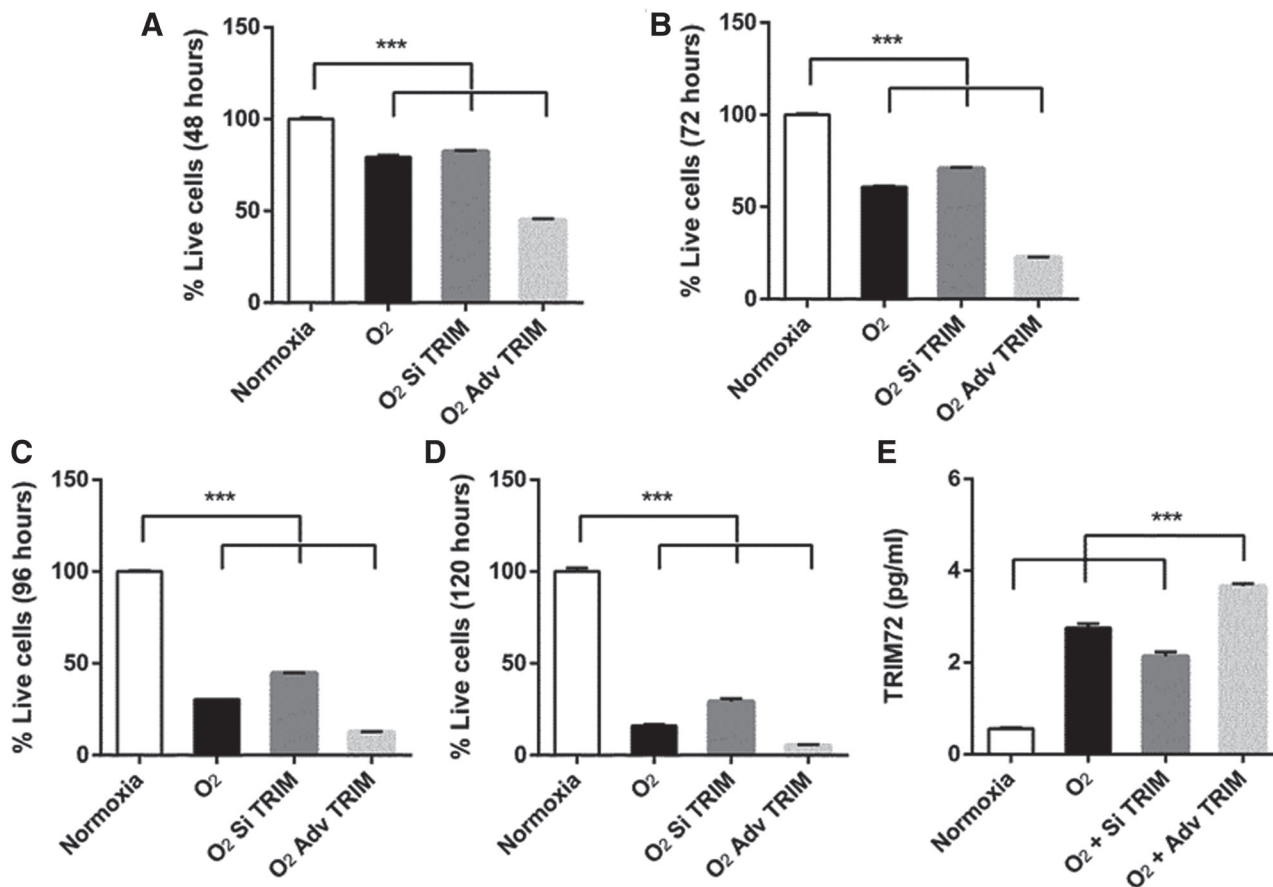 A
% Live cells (48 hours)
150
100
50
0
***
Normoxia
O2
O2 Si TRIM
O2 Adv TRIM
B
% Live cells (72 hours)
150
100
50
0
***
Normoxia
O2
O2 Si TRIM
O2 Adv TRIM
C
% Live cells (96 hours)
150
100
50
0
***
Normoxia
O2
O2 Si TRIM
O2 Adv TRIM
D
% Live cells (120 hours)
150
100
50
0
***
Normoxia
O2
O2 Si TRIM
O2 Adv TRIM
E
TRIM72 (pg/ml)
6
4
2
0
***
Normoxia
O2
O2 + Si TRIM
O2 + Adv TRIM